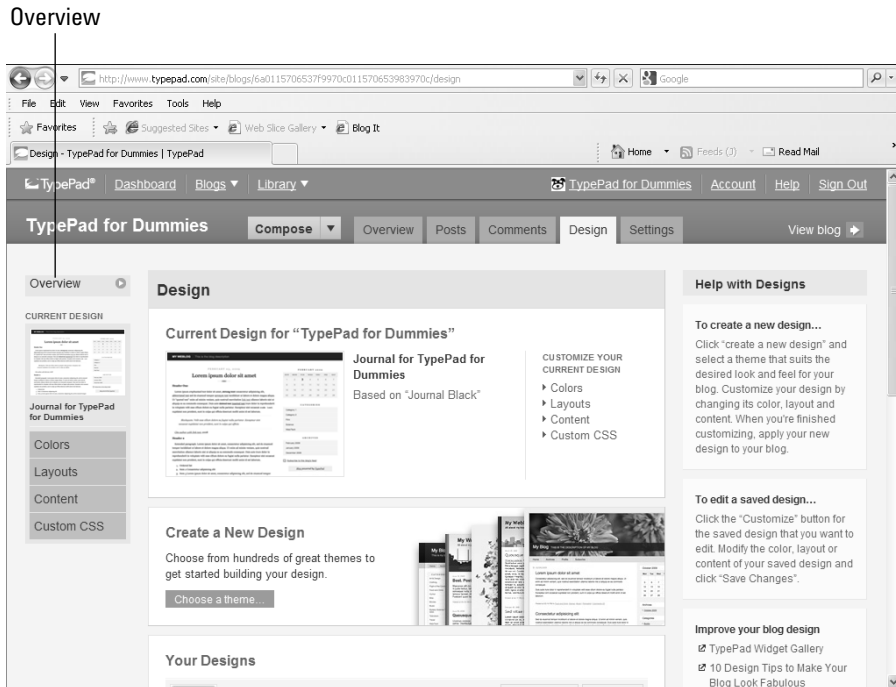 Overview
http://www.typepad.com/site/blogs/6a0115706537f9970c011570653983970c/design
Google
File Edit View Favorites Tools Help
Favorites Suggested Sites Web Slice Gallery Blog It
Design - TypePad for Dummies | TypePad
Home Feeds (J) Read Mail
TypePad® Dashboard Blogs Library TypePad for Dummies Account Help Sign Out
TypePad for Dummies Compose Overview Posts Comments Design Settings View blog
Overview
CURRENT DESIGN
Journal for TypePad
for Dummies
Colors
Layouts
Content
Custom CSS
Design
Current Design for “TypePad for Dummies”
Lorem ipsum dolor sit amet
Journal for TypePad for
Dummies
Based on “Journal Black”
CUSTOMIZE YOUR
CURRENT DESIGN
Colors
Layouts
Content
Custom CSS
Create a New Design
Choose from hundreds of great themes to
get started building your design.
Choose a theme...
My Blog
Your Designs
Help with Designs
To create a new design…
Click “create a new design” and
select a theme that suits the
desired look and feel for your
blog. Customize your design by
changing its color, layout and
content. When you’re finished
customizing, apply your new
design to your blog.
To edit a saved design…
Click the “Customize” button for
the saved design that you want to
edit. Modify the color, layout or
content of your saved design and
click “Save Changes”.
Improve your blog design
TypePad Widget Gallery
10 Design Tips to Make Your
Blog Look Fabulous